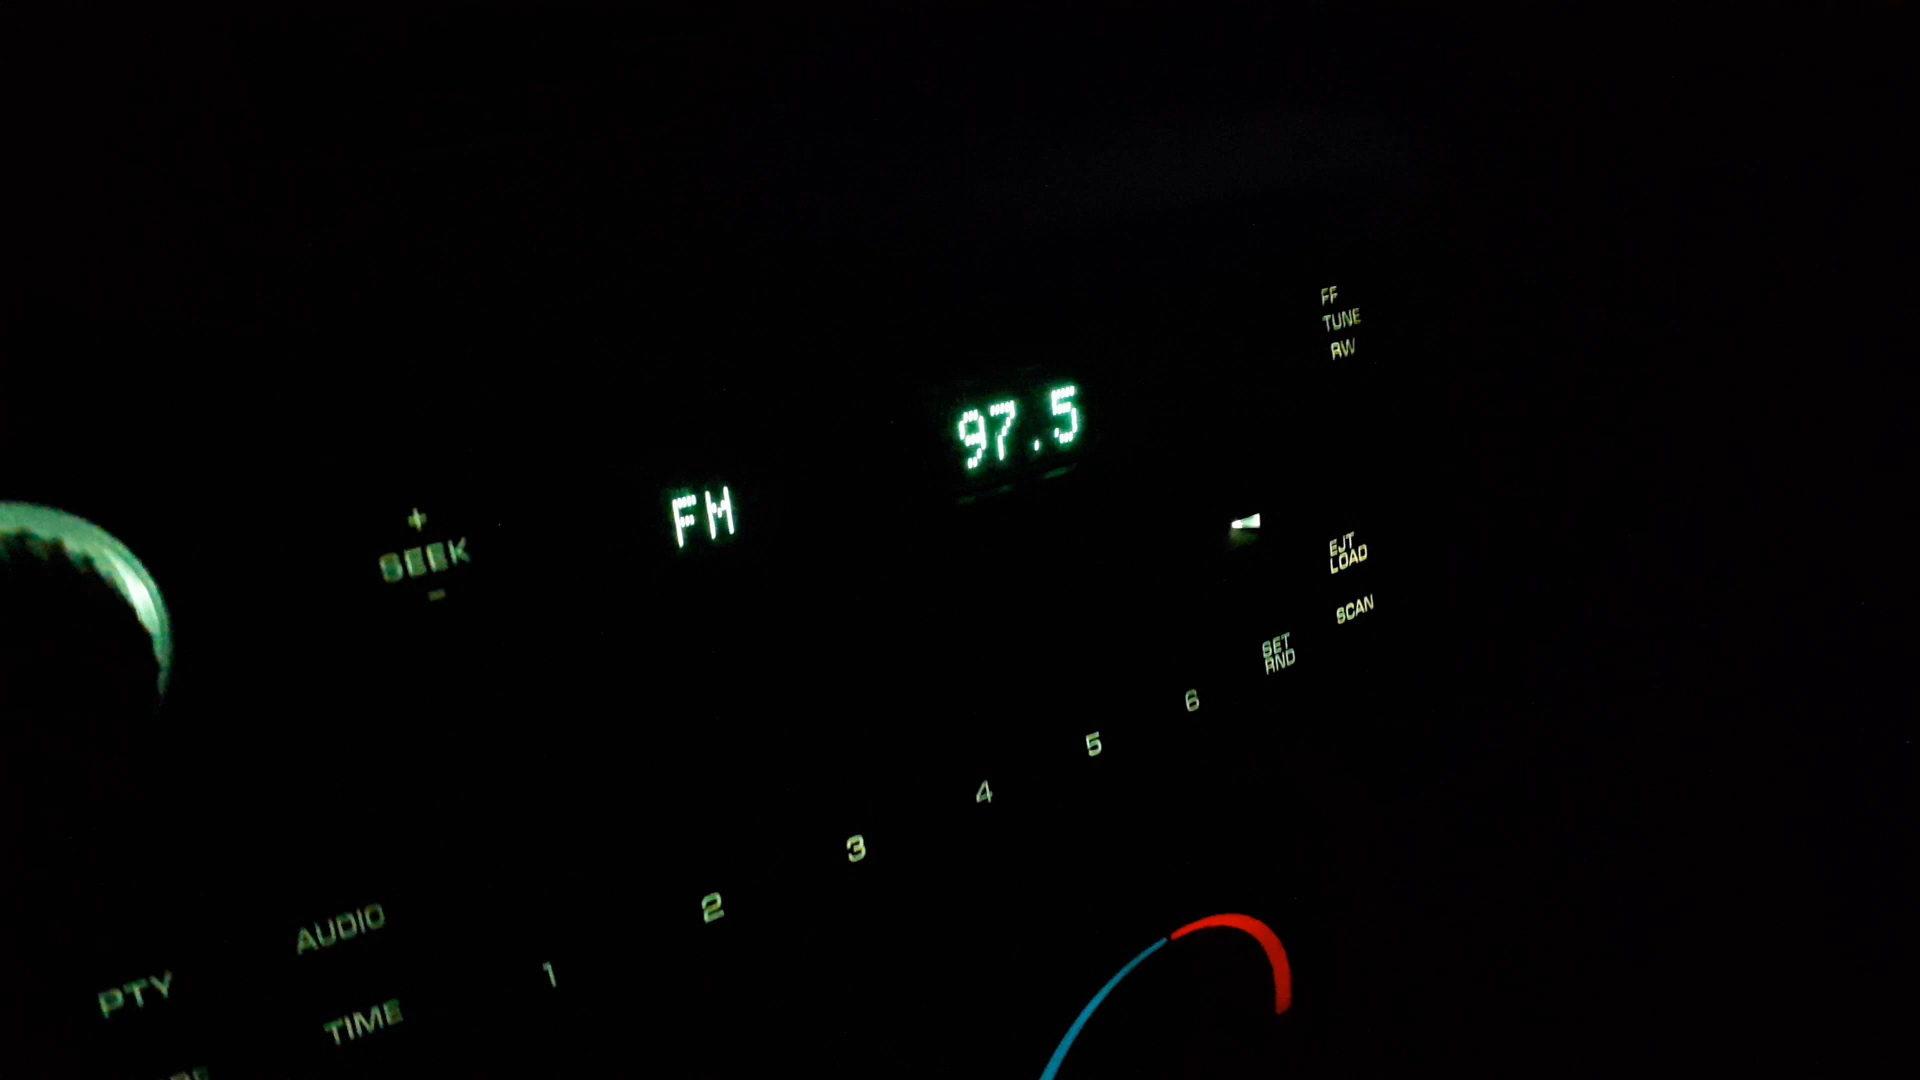 FF
TUNE
RW
97.5
FM
+
SEEK
-
EJT
LOAD
SCAN
SET
RND
6
5
4
3
2
1
AUDIO
PTY
TIME